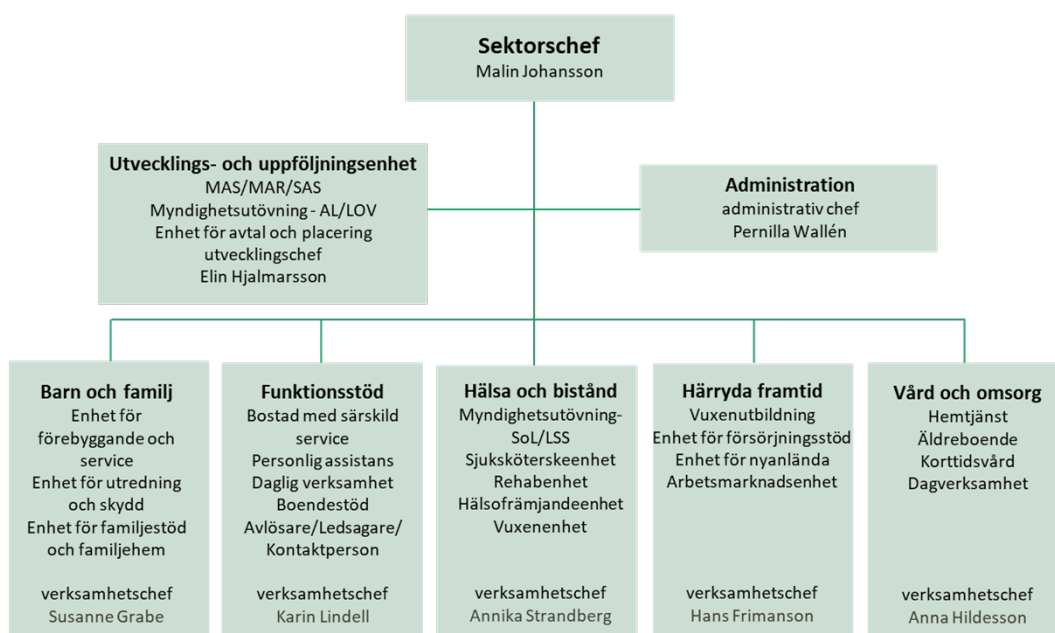 Sektorschef
Malin Johansson
Utvecklings- och uppföljningsenhet
MAS/MAR/SAS
Myndighetsutövning - AL/LOV
Enhet för avtal och placering
utvecklingschef
Elin Hjalmarsson
Administration
administrativ chef
Pernilla Wallén
Barn och familj
Enhet för
förebyggande och
service
Enhet för utredning
och skydd
Enhet för familjestöd
och familjehem
verksamhetschef
Susanne Grabe
Funktionsstöd
Bostad med särskild
service
Personlig assistans
Daglig verksamhet
Boendestöd
Avlösare/Ledsagare/
Kontaktperson
verksamhetschef
Karin Lindell
Hälsa och bistånd
Myndighetsutövning-
SoL/LSS
Sjuksköterskeenhet
Rehabenhet
Hälsofrämjandeenhet
Vuxenenhet
verksamhetschef
Annika Strandberg
Härryda framtid
Vuxenutbildning
Enhet för försörjningsstöd
Enhet för nyanlända
Arbetsmarknadsenhet
verksamhetschef
Hans Frimanson
Vård och omsorg
Hemtjänst
Äldreboende
Korttidsvård
Dagverksamhet
verksamhetschef
Anna Hildesson